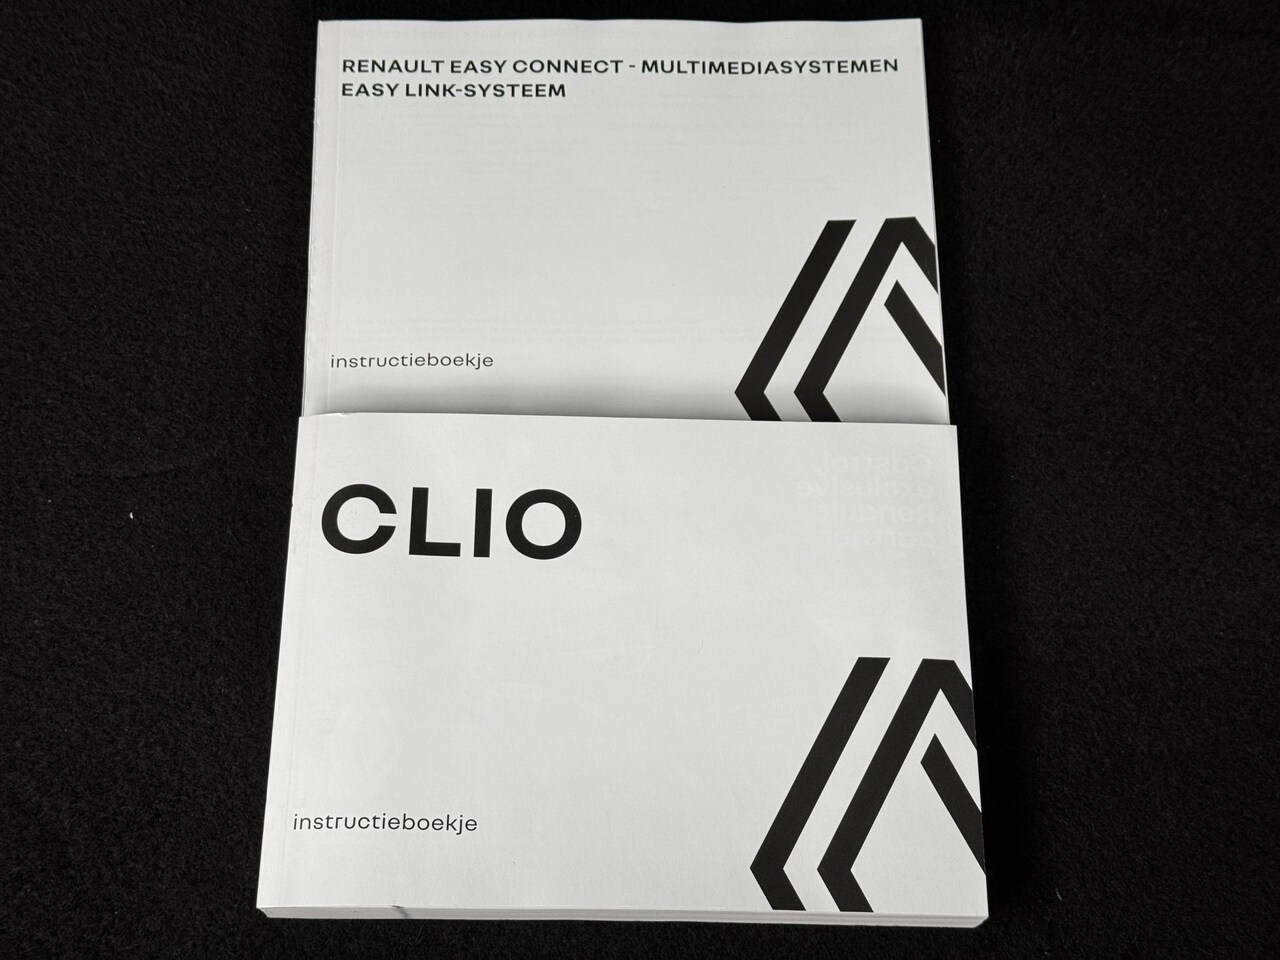 RENAULT EASY CONNECT - MULTIMEDIASYSTEMEN
EASY LINK-SYSTEEM
instructieboekje
CLIO
instructieboekje